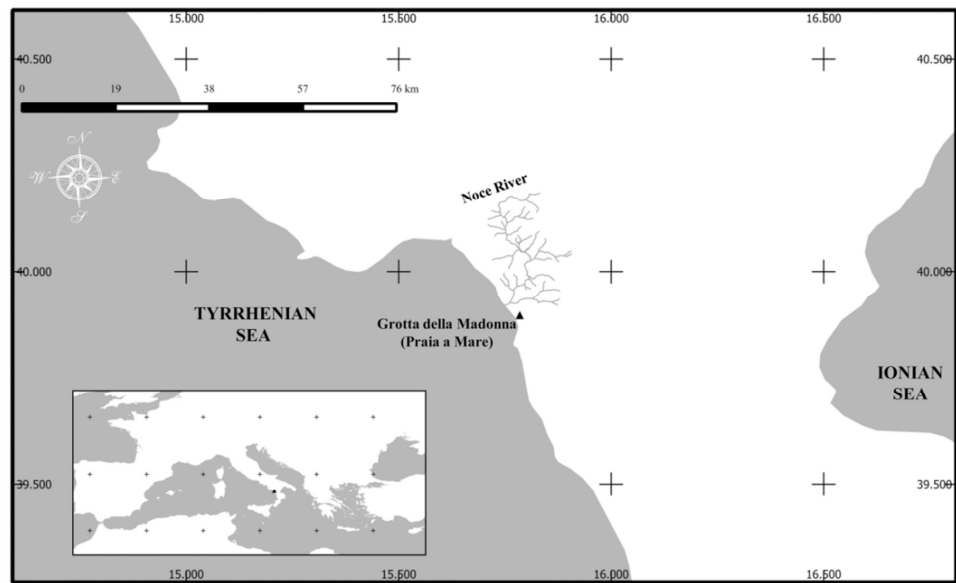 15.000 15.500 16.000 16.500
40.500 40.500
0 19 38 57 76 km
N
W E
S
Noce River
40.000 40.000
TYRRHENIAN
SEA
Grotta della Madonna
(Praia a Mare)
IONIAN
SEA
39.500 39.500
15.000 15.500 16.000 16.500